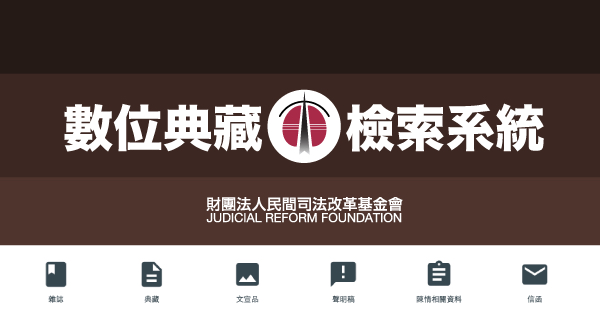 數位典藏檢索系統
財團法人民間司法改革基金會
JUDICIAL REFORM FOUNDATION
雜誌 典藏 文宣品 聲明稿 陳情相關資料 信函